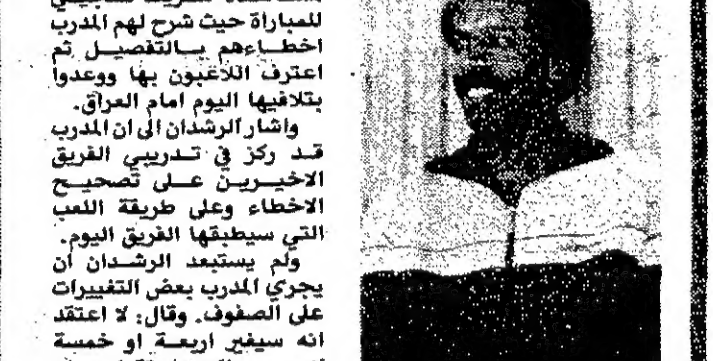 للمباراة حيث شرح لهم المدرب
اخطاءهم بالتفصيل ثم
اعترف اللاعبون بها ووعدوا
بتلافيها اليوم امام العراق.
واشار الرشدان الى ان المدرب
قد ركز في تدريبي الفريق
الاخيرين على تصحيح
الاخطاء وعلى طريقة اللعب
التي سيطبقها الفريق اليوم.
ولم يستبعد الرشدان ان
يجري المدرب بعض التغييرات
على الصفوف. وقال: لا اعتقد
انه سيغير اربعة او خمسة